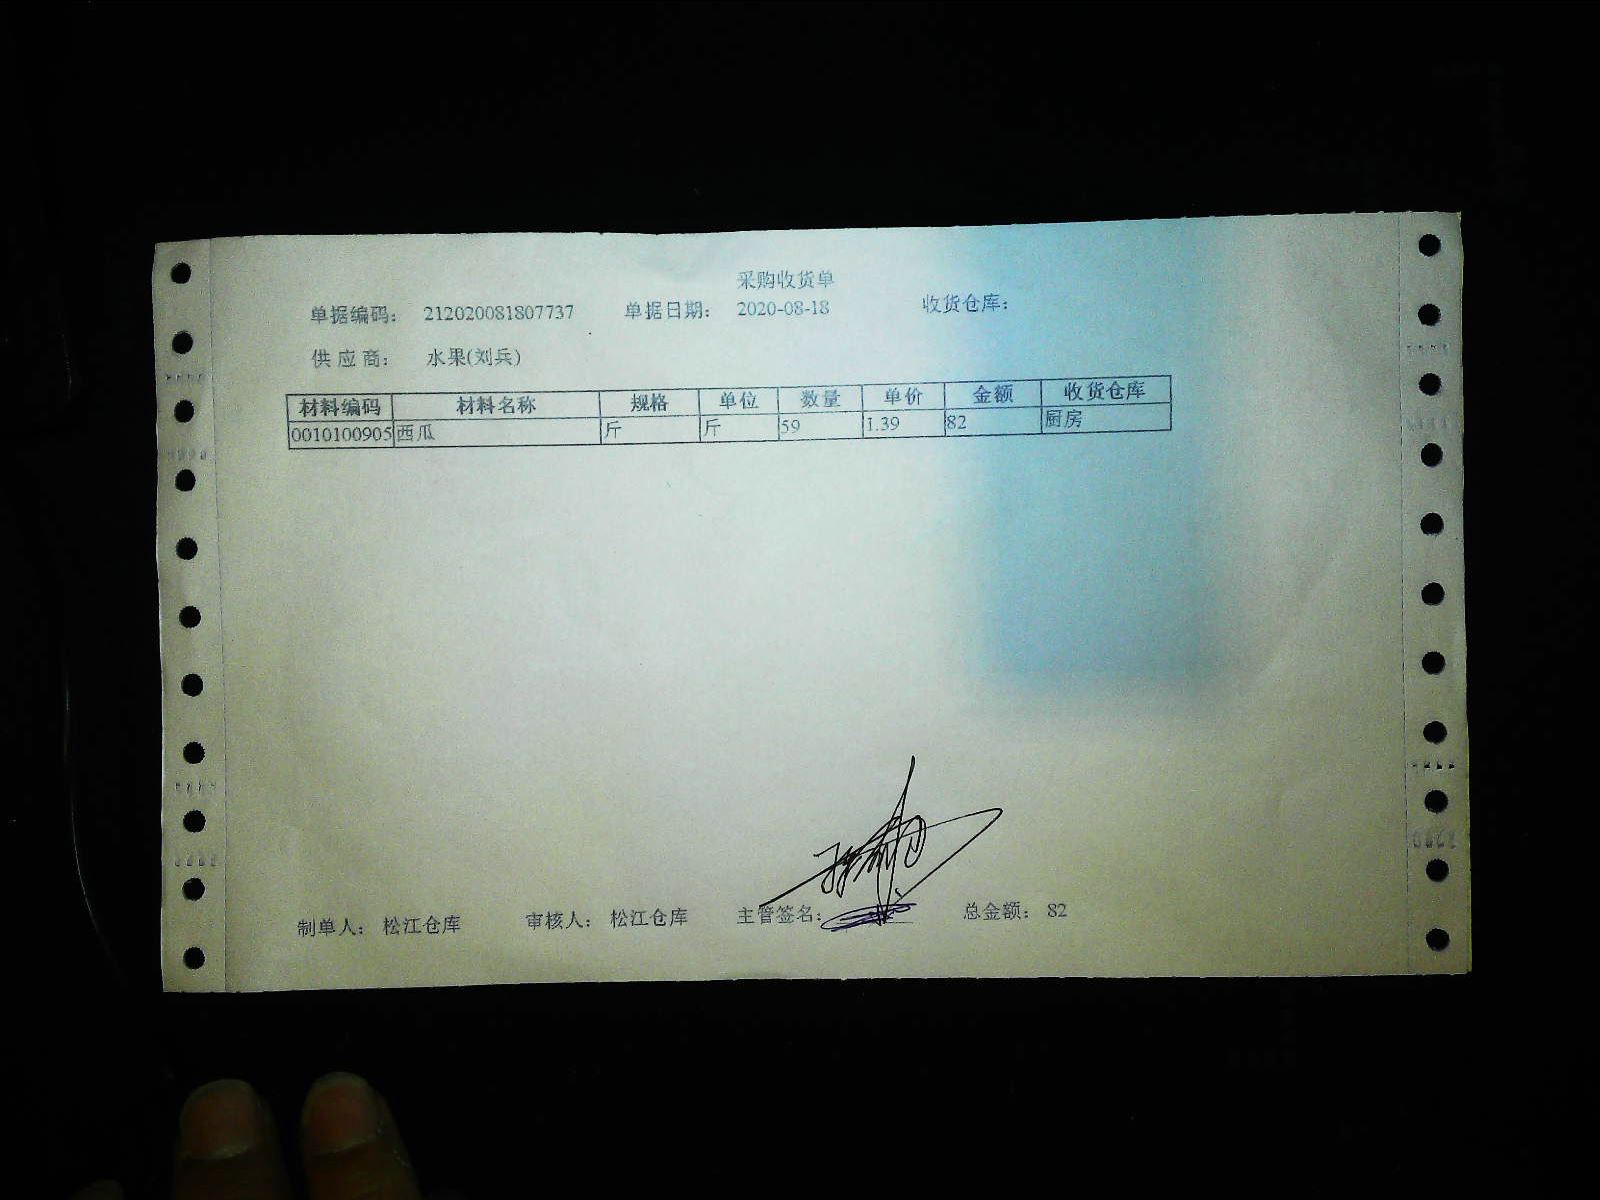 采购收货单
单据编码: 212020081807737 单据日期: 2020-08-18 收货仓库:
供应商: 水果(刘兵)
材料编码 材料名称 规格 单位 数量 单价 金额 收货仓库
0010100905 西瓜 斤 斤 59 1.39 82 厨房
制单人: 松江仓库 审核人: 松江仓库 主管签名: 总金额: 82